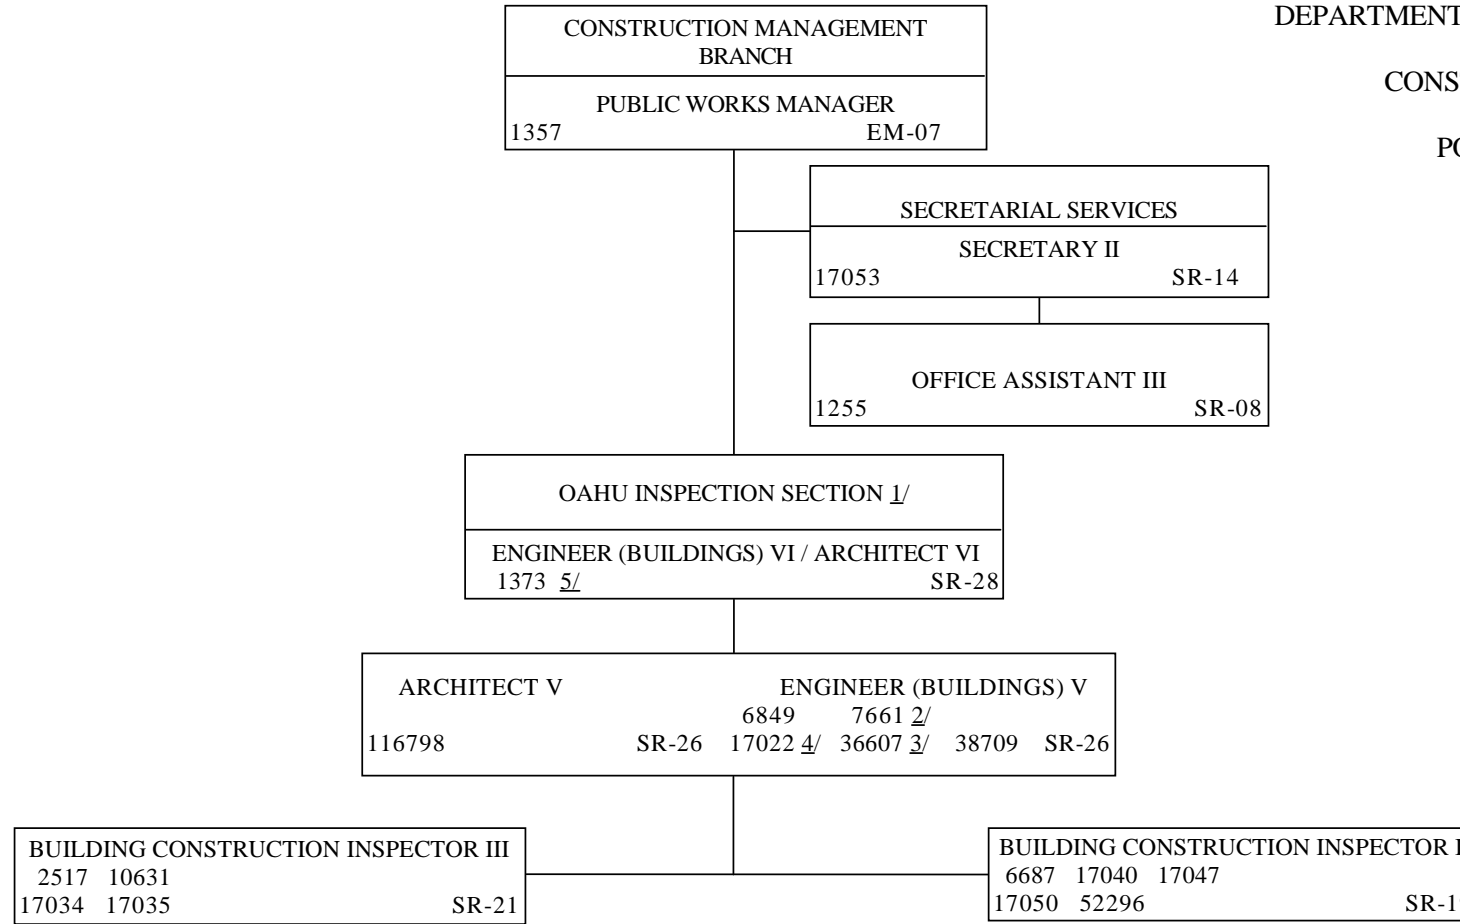 DEPARTMENT
CONSTRUCTION MANAGEMENT
BRANCH
CONS
PUBLIC WORKS MANAGER
1357 EM-07
PO
SECRETARIAL SERVICES
SECRETARY II
17053 SR-14
OFFICE ASSISTANT III
1255 SR-08
OAHU INSPECTION SECTION 1/
ENGINEER (BUILDINGS) VI / ARCHITECT VI
1373 5/ SR-28
ARCHITECT V ENGINEER (BUILDINGS) V
6849 7661 2/
116798 SR-26 17022 4/ 36607 3/ 38709 SR-26
BUILDING CONSTRUCTION INSPECTOR III
2517 10631
17034 17035 SR-21
BUILDING CONSTRUCTION INSPECTOR
6687 17040 17047
17050 52296 SR-1